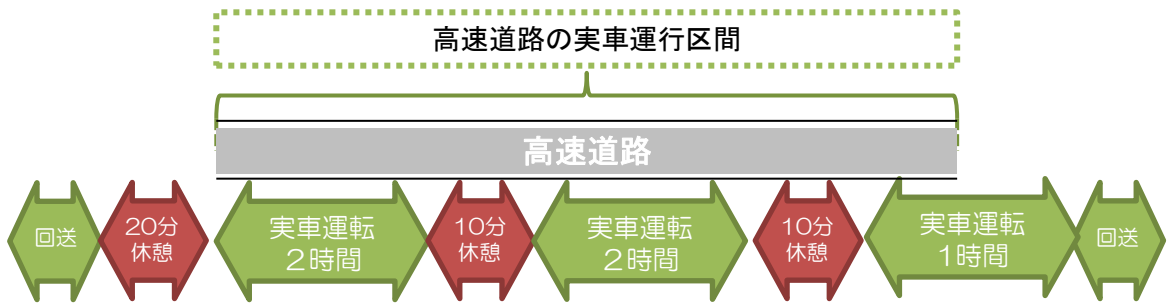 高速道路の実車運行区間
高速道路
回送
20分
休憩
実車運転
２時間
10分
休憩
実車運転
２時間
10分
休憩
実車運転
1時間
回送